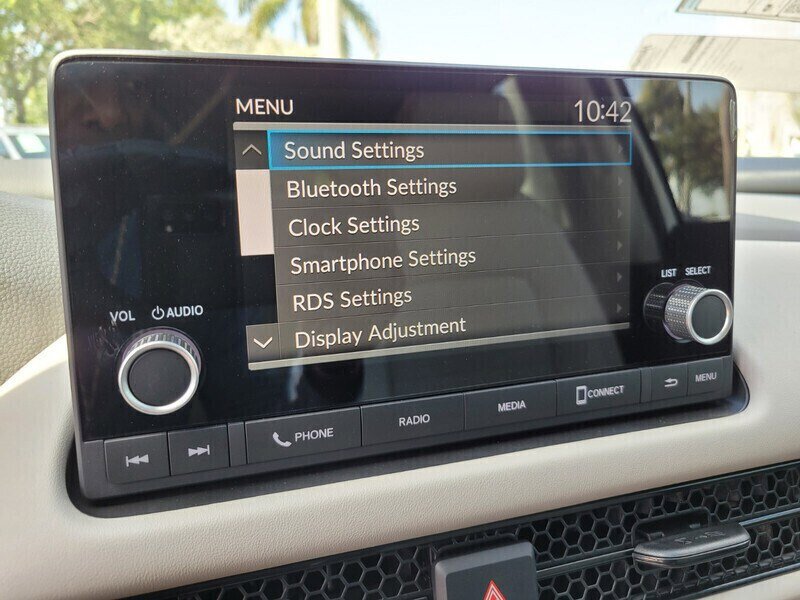 MENU 10:42
Sound Settings
Bluetooth Settings
Clock Settings
Smartphone Settings
RDS Settings
Display Adjustment
VOL AUDIO
LIST SELECT
PHONE RADIO MEDIA CONNECT MENU